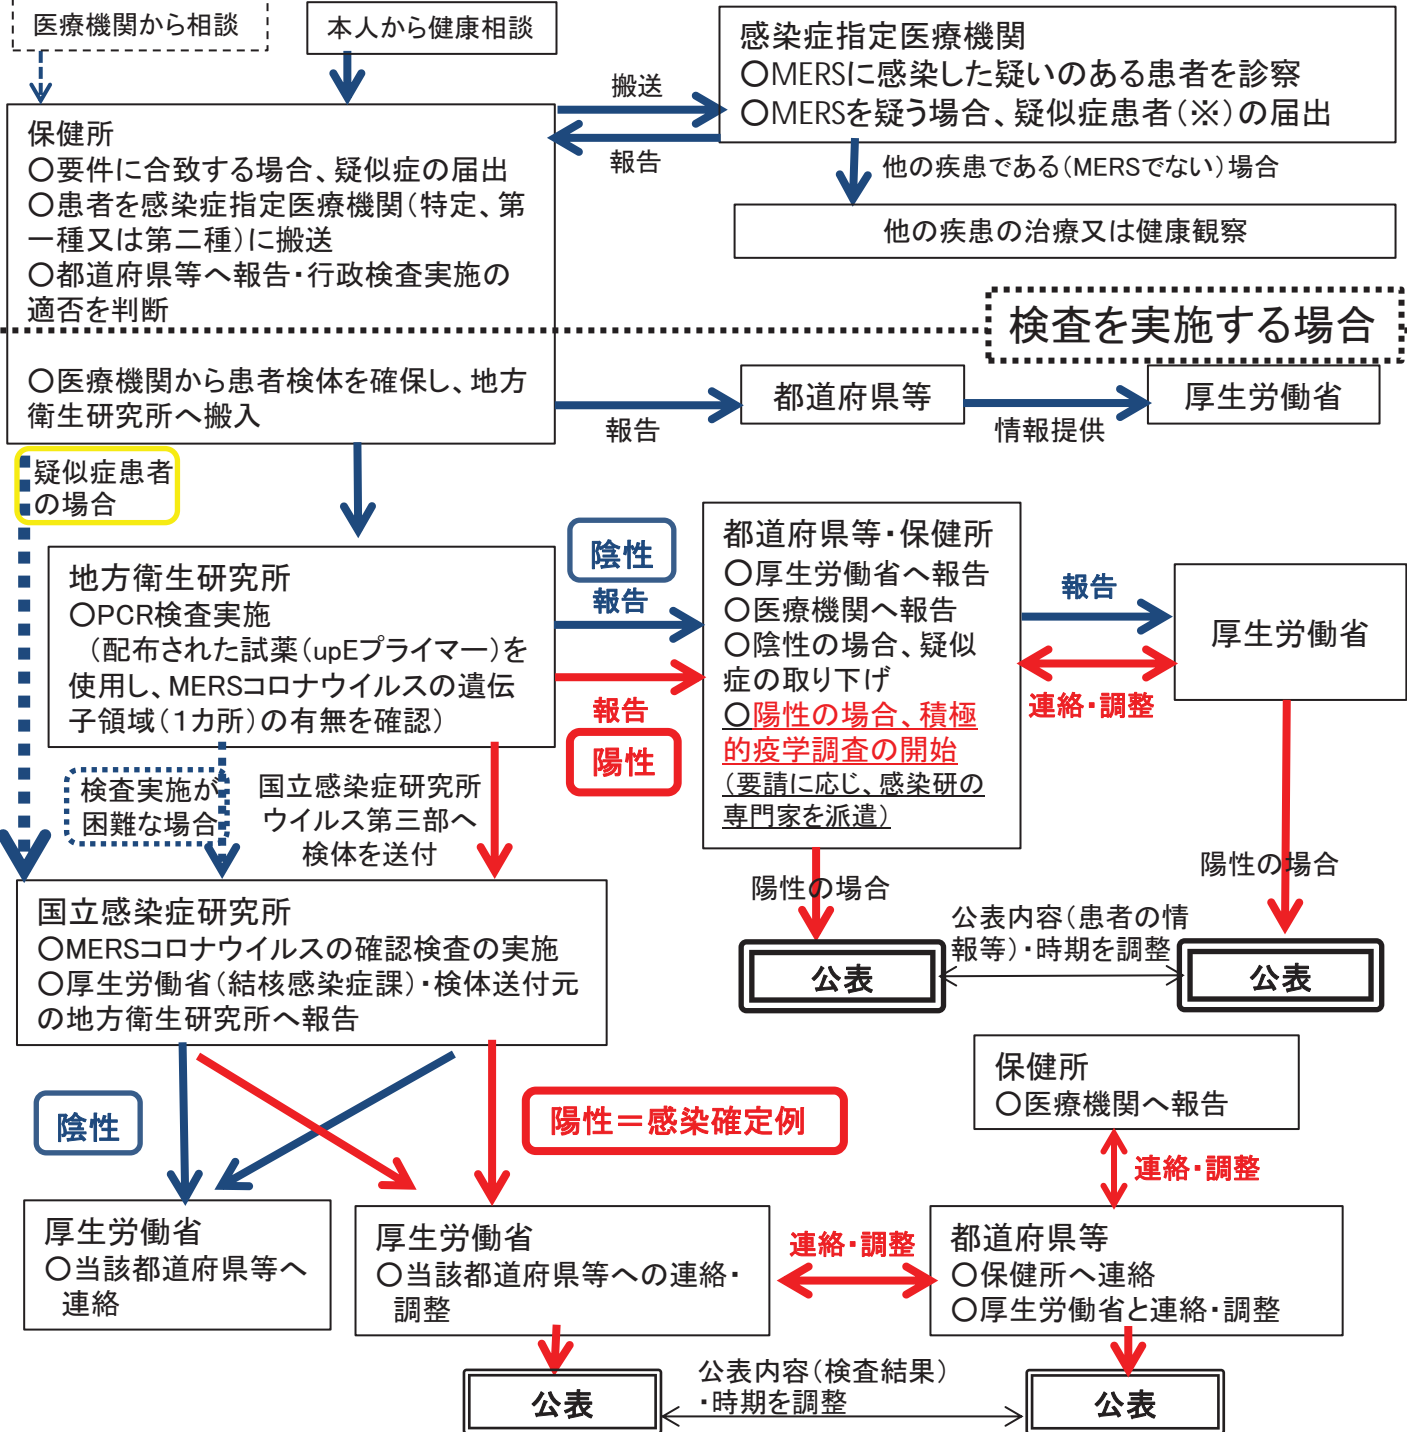 医療機関から相談
本人から健康相談
感染症指定医療機関
○MERSに感染した疑いのある患者を診察
○MERSを疑う場合、疑似症患者(※)の届出
搬送
報告
保健所
○要件に合致する場合、疑似症の届出
○患者を感染症指定医療機関(特定、第
一種又は第二種)に搬送
○都道府県等へ報告・行政検査実施の
適否を判断
他の疾患である(MERSでない)場合
他の疾患の治療又は健康観察
検査を実施する場合
○医療機関から患者検体を確保し、地方
衛生研究所へ搬入
報告
都道府県等
情報提供
厚生労働省
疑似症患者
の場合
地方衛生研究所
○PCR検査実施
(配布された試薬(upEプライマー)を
使用し、MERSコロナウイルスの遺伝
子領域(1カ所)の有無を確認)
陰性
報告
報告
陽性
都道府県等・保健所
○厚生労働省へ報告
○医療機関へ報告
○陰性の場合、疑似
症の取り下げ
○陽性の場合、積極
的疫学調査の開始
(要請に応じ、感染研の
専門家を派遣)
報告
連絡・調整
厚生労働省
検査実施が
困難な場合
国立感染症研究所
ウイルス第三部へ
検体を送付
陽性の場合
陽性の場合
公表内容(患者の情
報等)・時期を調整
公表
公表
国立感染症研究所
○MERSコロナウイルスの確認検査の実施
○厚生労働省(結核感染症課)・検体送付元
の地方衛生研究所へ報告
陰性
陽性=感染確定例
保健所
○医療機関へ報告
連絡・調整
厚生労働省
○当該都道府県等へ
連絡
厚生労働省
○当該都道府県等への連絡・
調整
連絡・調整
都道府県等
○保健所へ連絡
○厚生労働省と連絡・調整
公表内容(検査結果)
・時期を調整
公表
公表